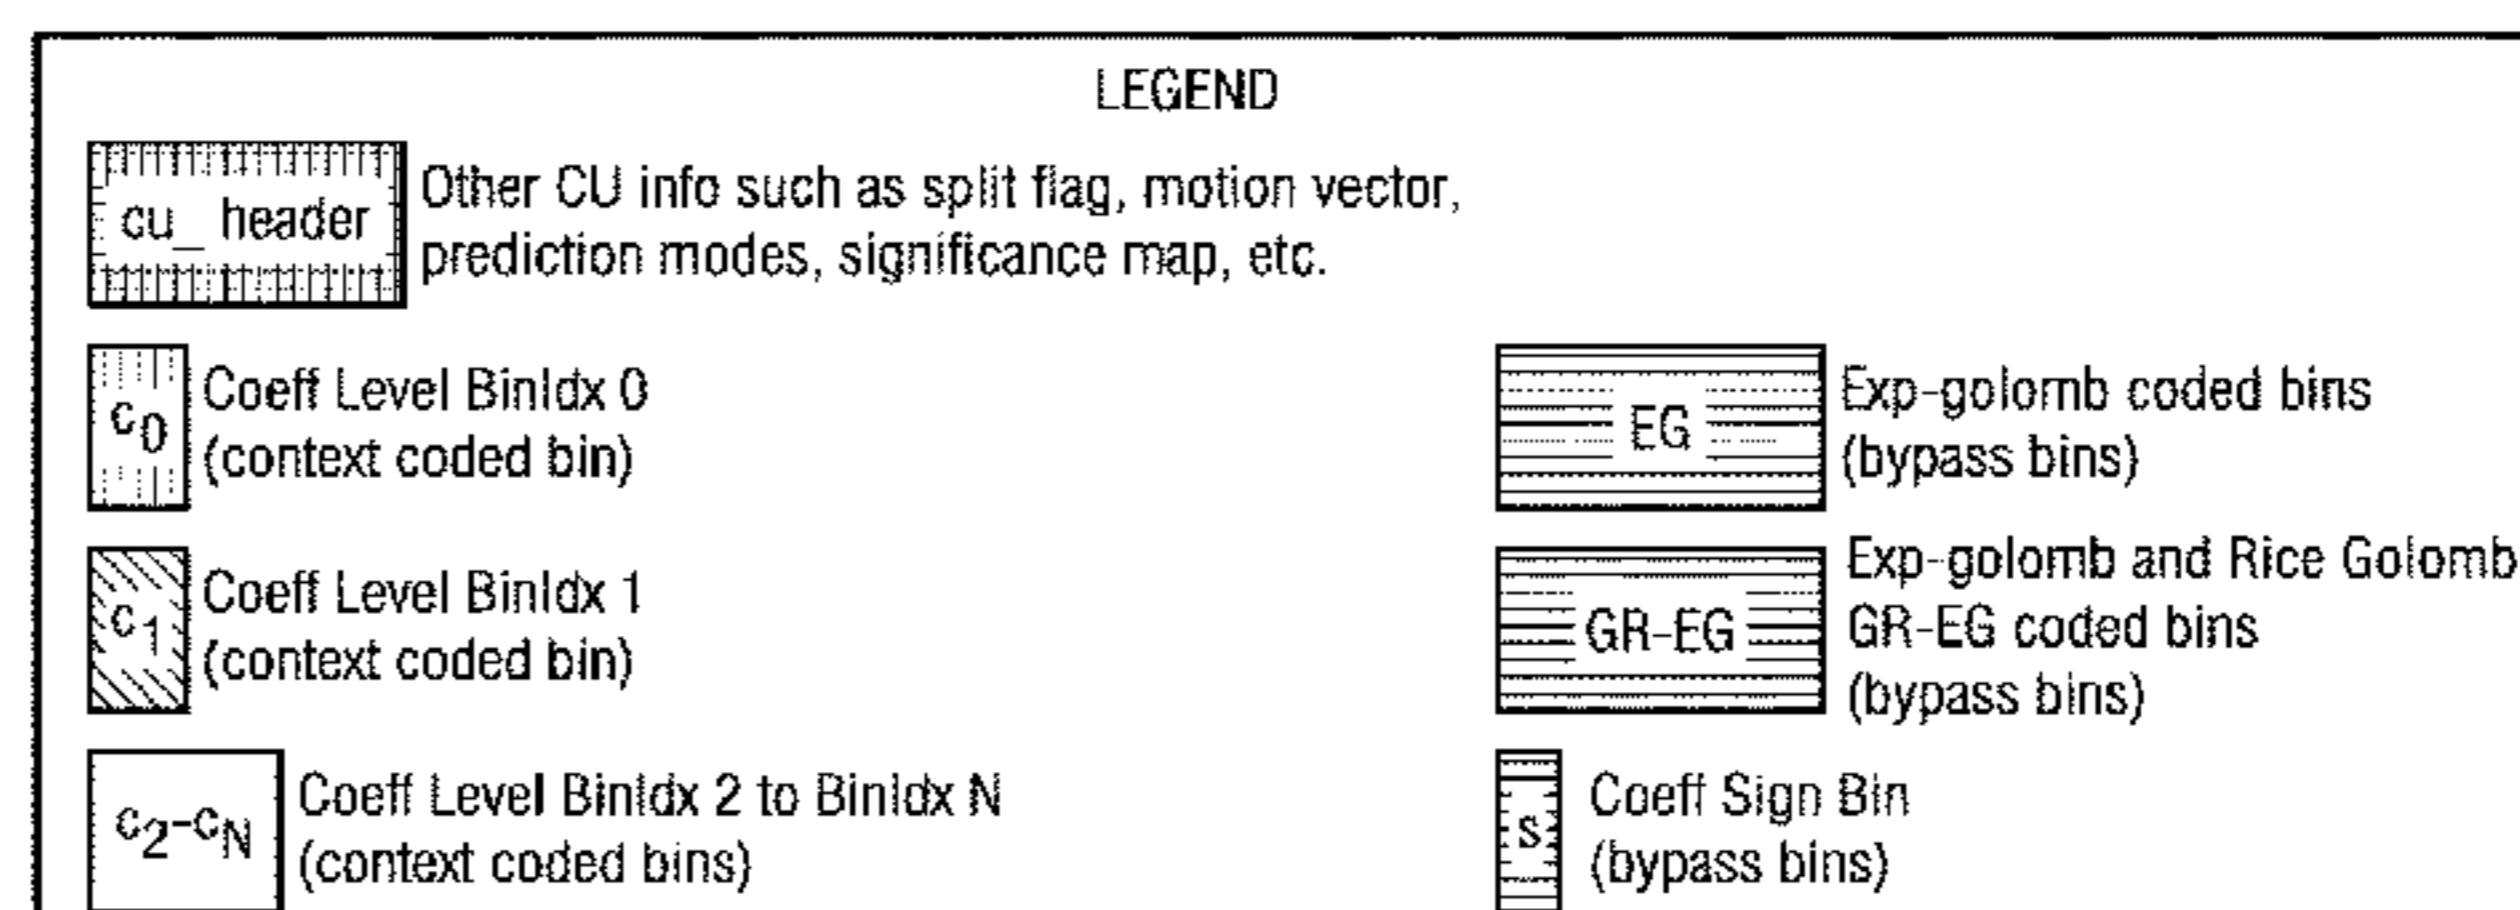 LEGEND
cu_ header
Other CU info such as split flag, motion vector,
prediction modes, significance map, etc.
c0
Coeff Level BinIdx 0
(context coded bin)
c1
Coeff Level BinIdx 1
(context coded bin)
c2-cN
Coeff Level BinIdx 2 to BinIdx N
(context coded bins)
EG
Exp-golomb coded bins
(bypass bins)
GR-EG
Exp-golomb and Rice Golomb
GR-EG coded bins
(bypass bins)
s
Coeff Sign Bin
(bypass bins)